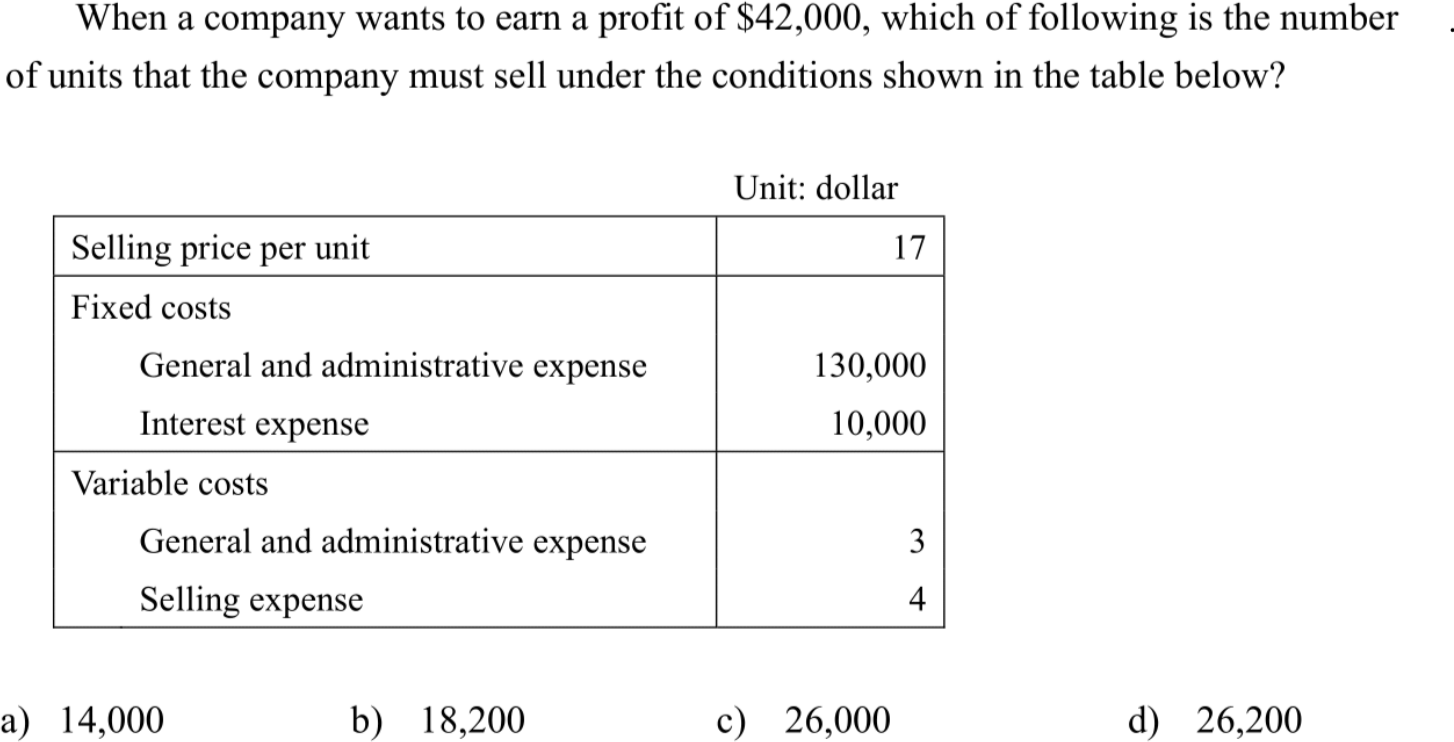 When a company wants to earn a profit of $42,000, which of following is the number .
of units that the company must sell under the conditions shown in the table below?
Unit: dollar
Selling price per unit 17
Fixed costs
General and administrative expense 130,000
Interest expense 10,000
Variable costs
General and administrative expense 3
Selling expense 4
a) 14,000 b) 18,200 c) 26,000 d) 26,200